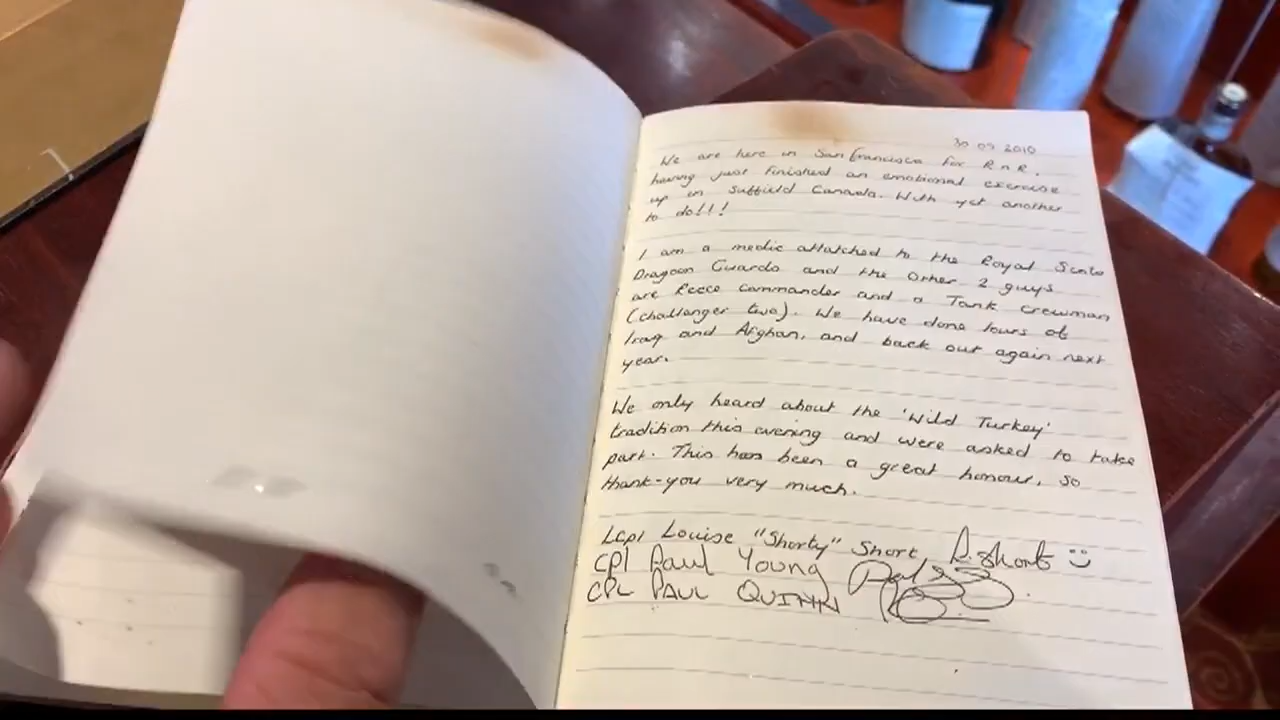 30 09 2010
We are here in San Francisco for R n R,
having just finished an emotional exercise
up in Suffield Canada. With yet another
to do!!!
I am a medic attatched to the Royal Scots
Dragoon Guards and the other 2 guys
are Recce commander and a Tank crewman
(challenger two). We have done tours of
Iraq and Afghan, and back out again next
year.
We only heard about the 'Wild Turkey'
tradition this evening and were asked to take
part. This has been a great honour, so
thank-you very much.
Lcpl Louise "Shorty" Short, L.Short :)
CPl Paul Young
CPL PAUL QUINN